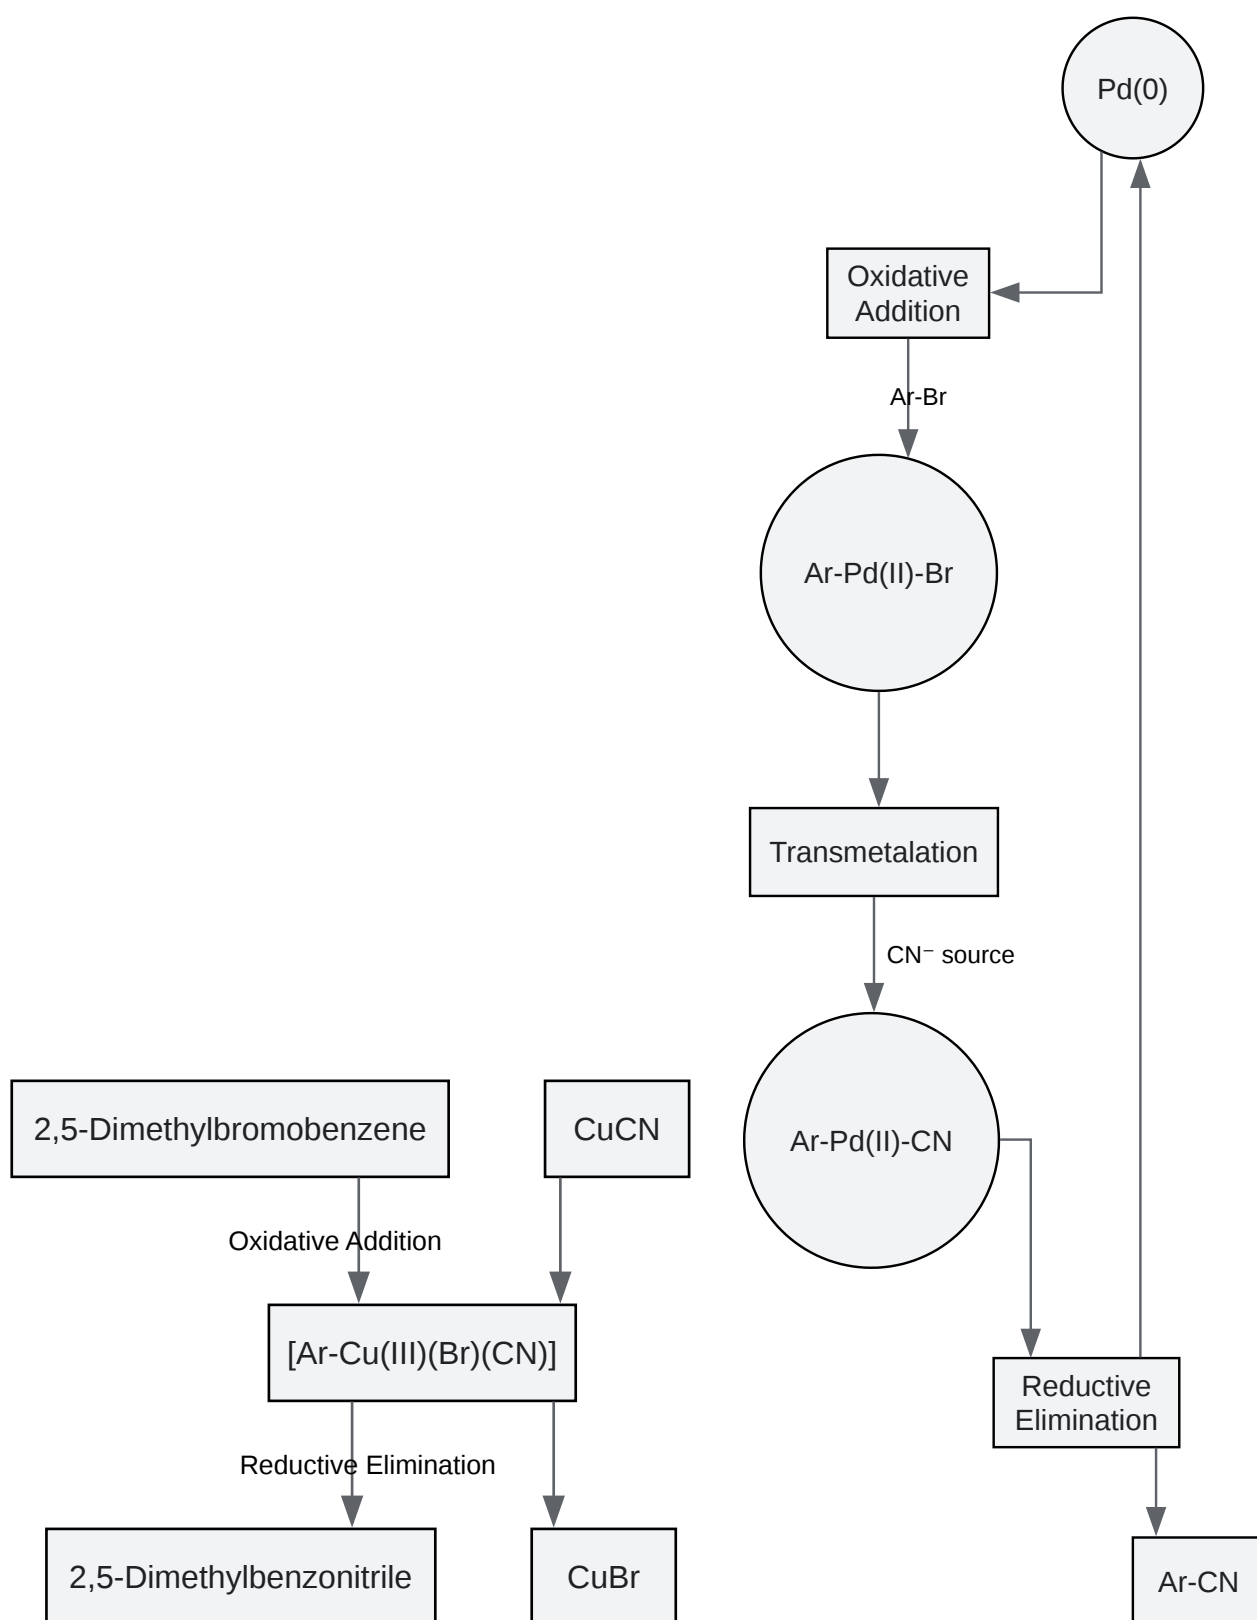 Pd(0)
Oxidative
Addition
Ar-Br
Ar-Pd(II)-Br
Transmetalation
CN⁻ source
Ar-Pd(II)-CN
2,5-Dimethylbromobenzene
CuCN
Oxidative Addition
[Ar-Cu(III)(Br)(CN)]
Reductive
Elimination
Reductive Elimination
2,5-Dimethylbenzonitrile
CuBr
Ar-CN